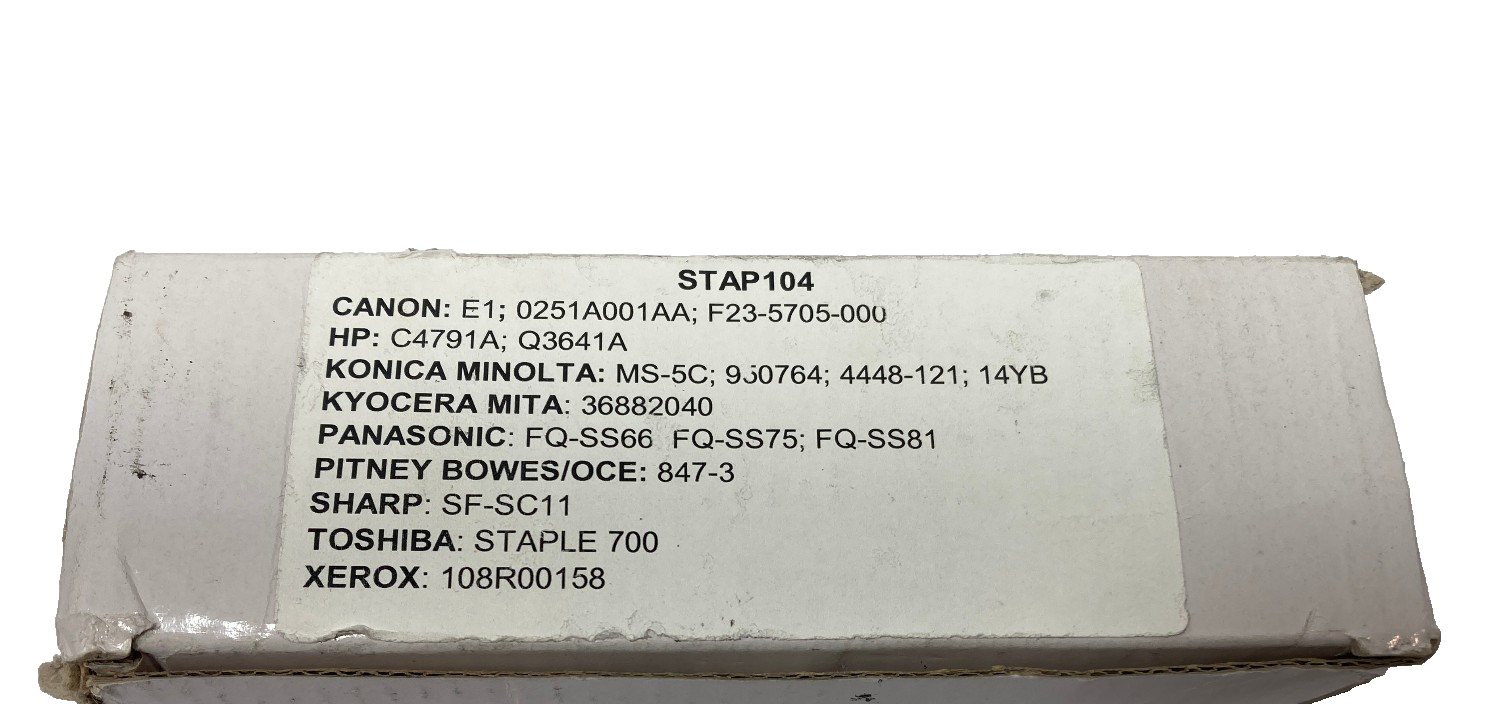 STAP104
CANON: E1; 0251A001AA; F23-5705-000
HP: C4791A; Q3641A
KONICA MINOLTA: MS-5C; 950764; 4448-121; 14YB
KYOCERA MITA: 36882040
PANASONIC: FQ-SS66 FQ-SS75; FQ-SS81
PITNEY BOWES/OCE: 847-3
SHARP: SF-SC11
TOSHIBA: STAPLE 700
XEROX: 108R00158